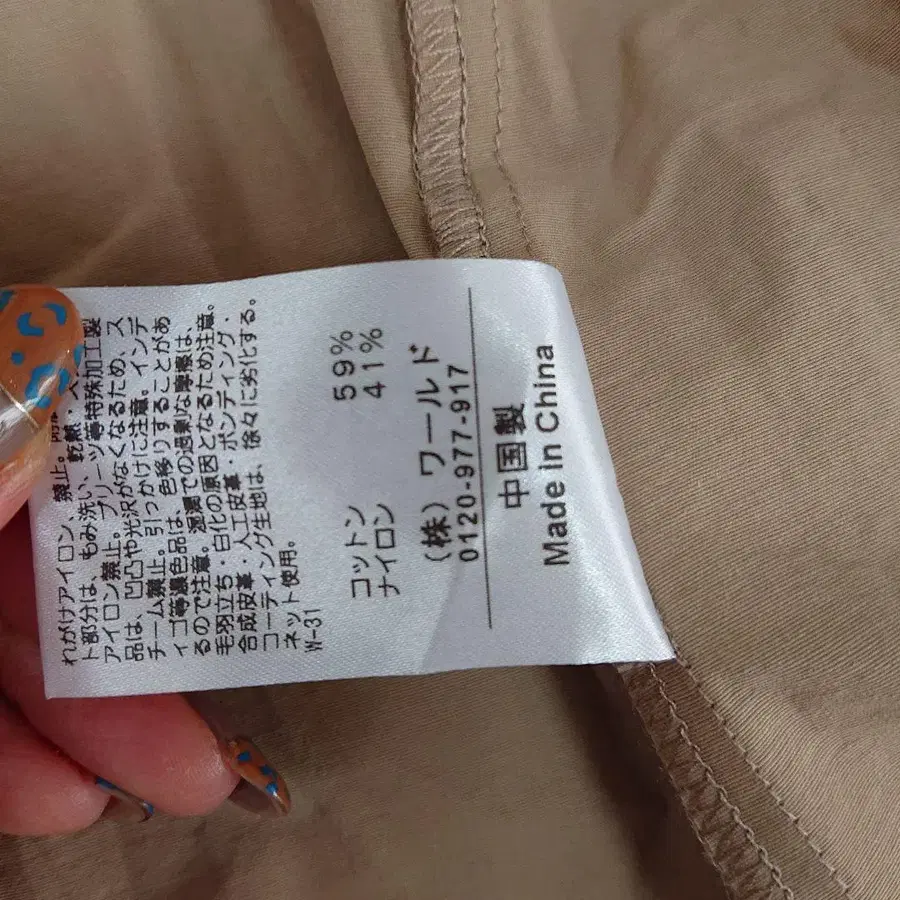 れがけアイロン 禁止。 乾燥・
ト部分は、もみ洗い、 ツ等特殊加工製
アイロン禁止。プリーツ なくなるため、ス
品は、凹凸や光沢が に注意。インデ
チーム禁止。引っかけ
ィゴ等濃色品は、色移りすることがあ
るので注意。湿潤での過剰な摩擦は、
毛羽立ち・白化の原因となるため注意。
合成皮革・人工皮革・ボンディング・
コーティング生地は、徐々に劣化する。
ネット使用。
W-31
コットン 59%
ナイロン 41%
(株) ワールド
0120-977-917
中国製
Made in China